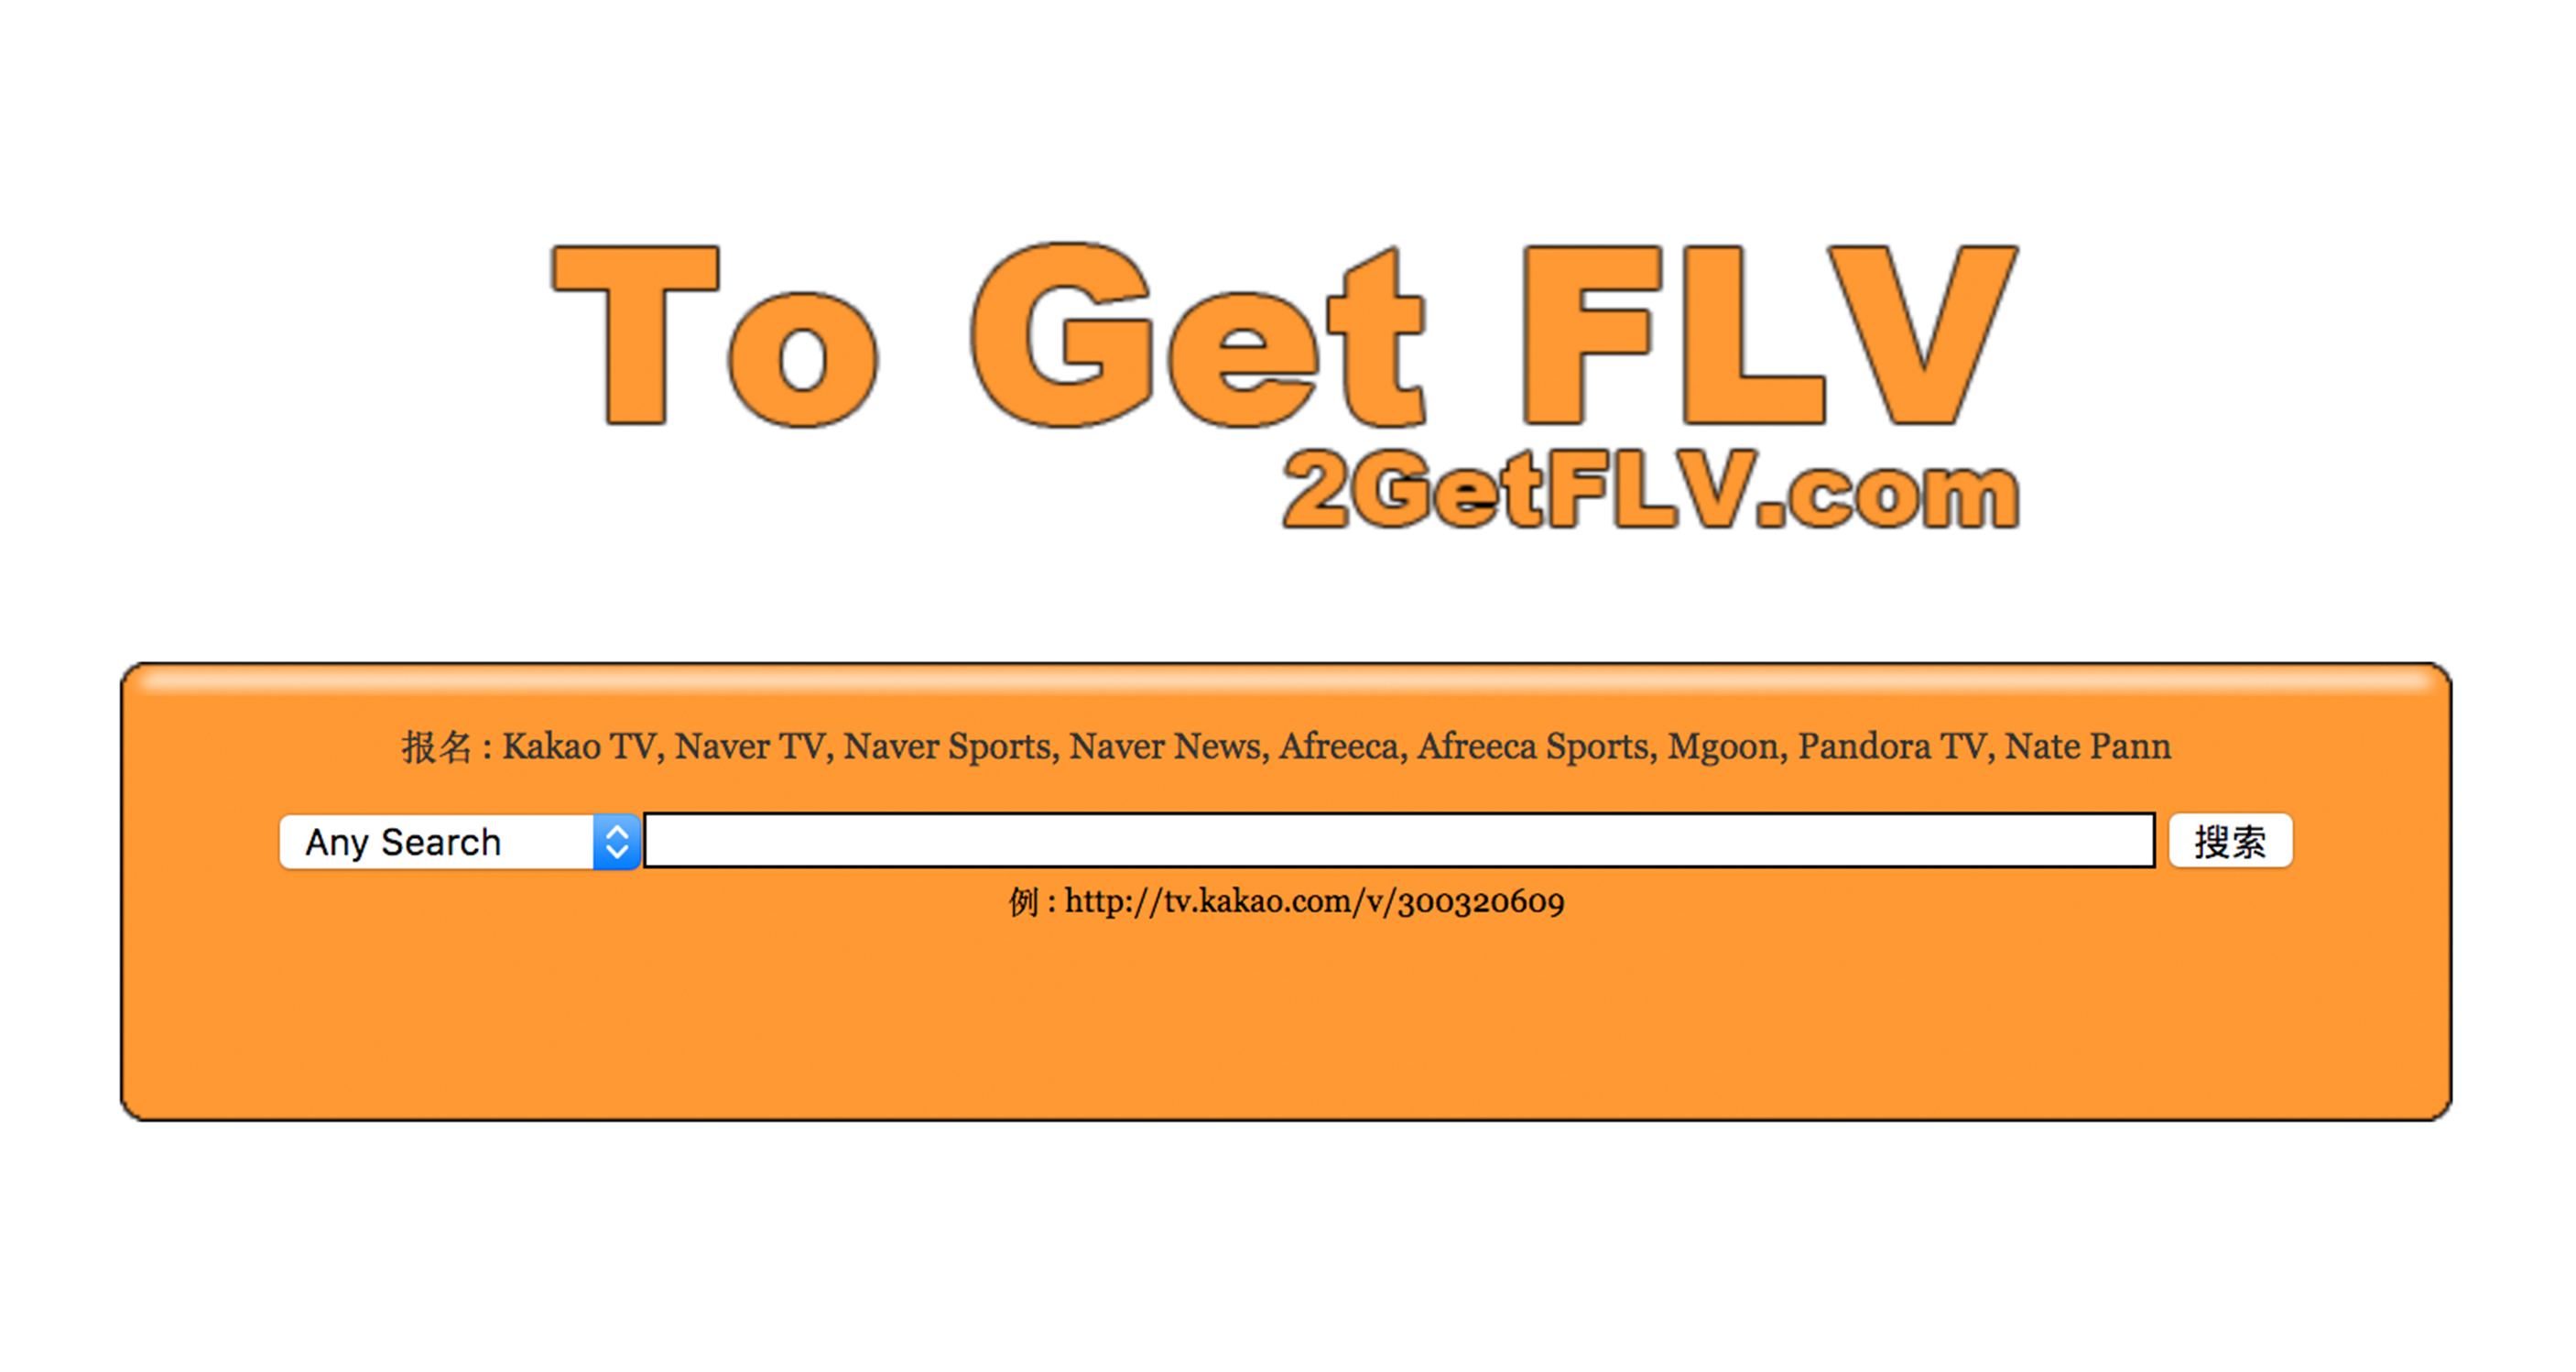 To Get FLV
2GetFLV.com
报名 : Kakao TV, Naver TV, Naver Sports, Naver News, Afreeca, Afreeca Sports, Mgoon, Pandora TV, Nate Pann
Any Search 搜索
例 : http://tv.kakao.com/v/300320609